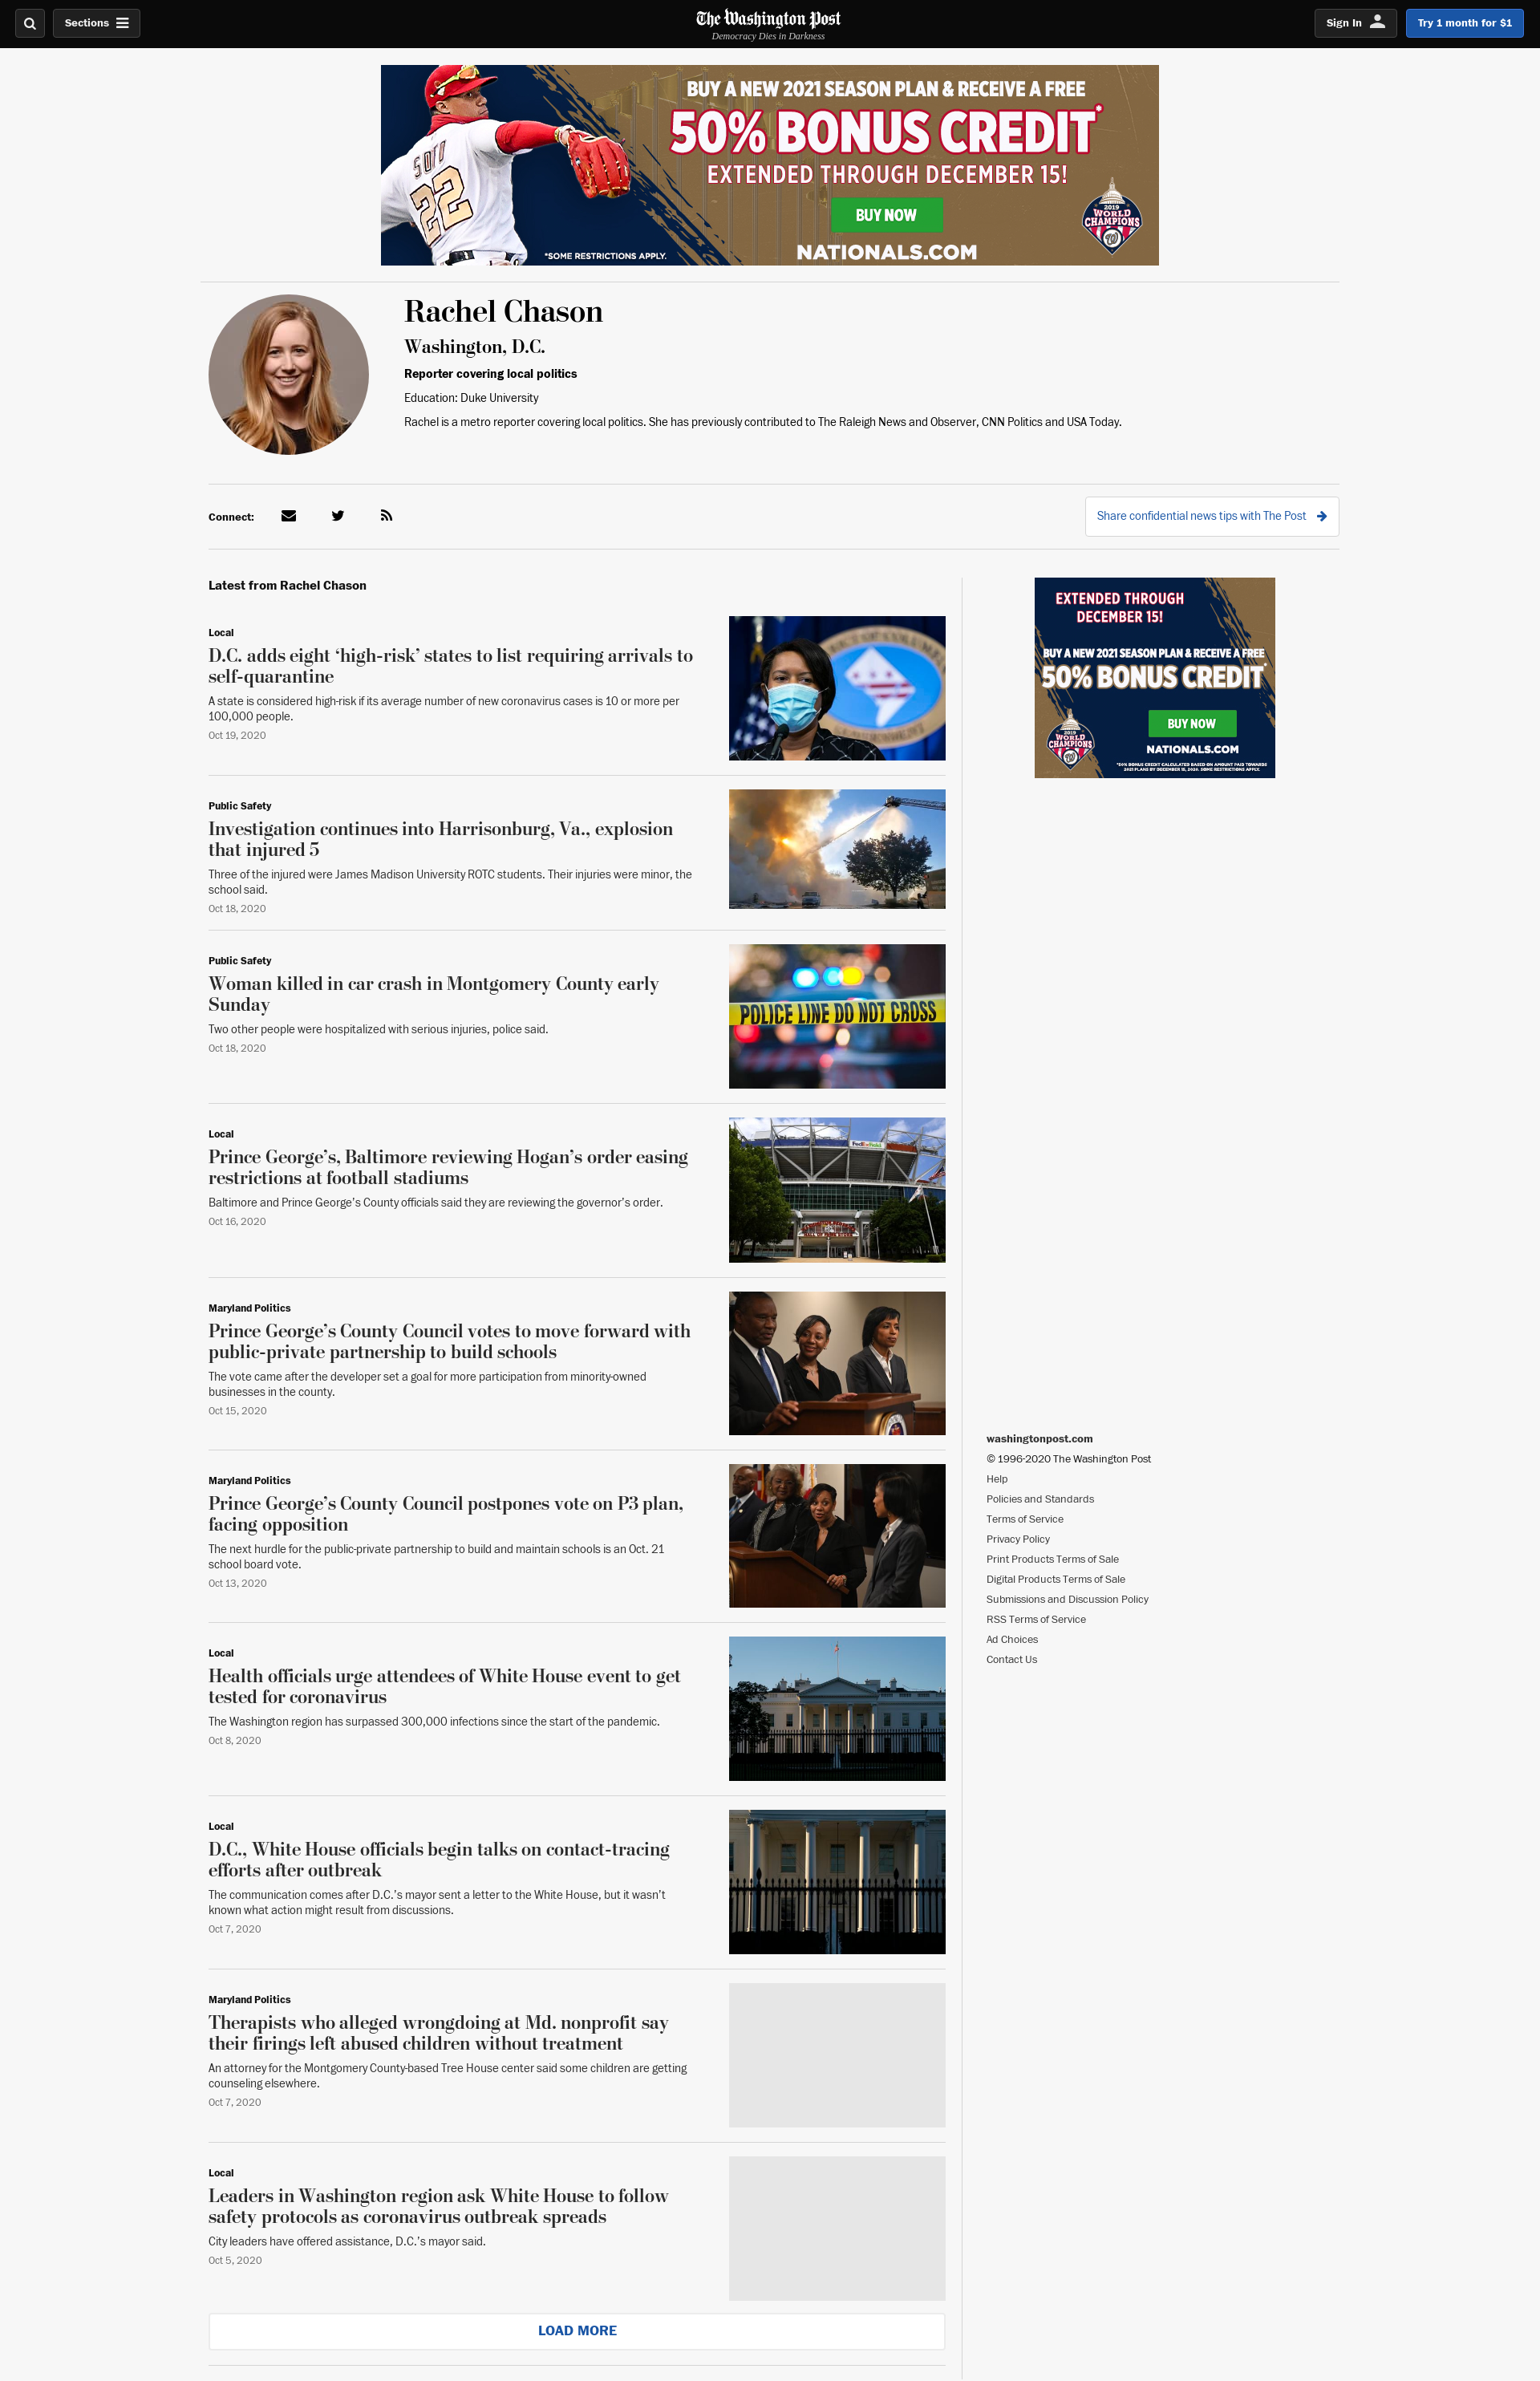 Sections
The Washington Post
Democracy Dies in Darkness
Sign In
Try 1 month for $1
BUY A NEW 2021 SEASON PLAN & RECEIVE A FREE
50% BONUS CREDIT*
EXTENDED THROUGH DECEMBER 15!
BUY NOW
*SOME RESTRICTIONS APPLY.
NATIONALS.COM
2019
WORLD
CHAMPIONS
W
SOTO
22
Rachel Chason
Washington, D.C.
Reporter covering local politics
Education: Duke University
Rachel is a metro reporter covering local politics. She has previously contributed to The Raleigh News and Observer, CNN Politics and USA Today.
Connect:
Share confidential news tips with The Post
Latest from Rachel Chason
Local
D.C. adds eight ‘high-risk’ states to list requiring arrivals to
self-quarantine
A state is considered high-risk if its average number of new coronavirus cases is 10 or more per
100,000 people.
Oct 19, 2020
EXTENDED THROUGH
DECEMBER 15!
BUY A NEW 2021 SEASON PLAN & RECEIVE A FREE
50% BONUS CREDIT*
BUY NOW
WORLD
CHAMPIONS
NATIONALS.COM
*50% BONUS CREDIT CALCULATED BASED ON AMOUNT PAID TOWARDS
2021 PLANS BY DECEMBER 15, 2020. SOME RESTRICTIONS APPLY.
Public Safety
Investigation continues into Harrisonburg, Va., explosion
that injured 5
Three of the injured were James Madison University ROTC students. Their injuries were minor, the
school said.
Oct 18, 2020
Public Safety
Woman killed in car crash in Montgomery County early
Sunday
Two other people were hospitalized with serious injuries, police said.
Oct 18, 2020
POLICE LINE DO NOT CROSS
Local
Prince George’s, Baltimore reviewing Hogan’s order easing
restrictions at football stadiums
Baltimore and Prince George’s County officials said they are reviewing the governor’s order.
Oct 16, 2020
Maryland Politics
Prince George’s County Council votes to move forward with
public-private partnership to build schools
The vote came after the developer set a goal for more participation from minority-owned
businesses in the county.
Oct 15, 2020
Maryland Politics
Prince George’s County Council postpones vote on P3 plan,
facing opposition
The next hurdle for the public-private partnership to build and maintain schools is an Oct. 21
school board vote.
Oct 13, 2020
Local
Health officials urge attendees of White House event to get
tested for coronavirus
The Washington region has surpassed 300,000 infections since the start of the pandemic.
Oct 8, 2020
Local
D.C., White House officials begin talks on contact-tracing
efforts after outbreak
The communication comes after D.C.’s mayor sent a letter to the White House, but it wasn’t
known what action might result from discussions.
Oct 7, 2020
Maryland Politics
Therapists who alleged wrongdoing at Md. nonprofit say
their firings left abused children without treatment
An attorney for the Montgomery County-based Tree House center said some children are getting
counseling elsewhere.
Oct 7, 2020
Local
Leaders in Washington region ask White House to follow
safety protocols as coronavirus outbreak spreads
City leaders have offered assistance, D.C.’s mayor said.
Oct 5, 2020
LOAD MORE
washingtonpost.com
© 1996-2020 The Washington Post
Help
Policies and Standards
Terms of Service
Privacy Policy
Print Products Terms of Sale
Digital Products Terms of Sale
Submissions and Discussion Policy
RSS Terms of Service
Ad Choices
Contact Us